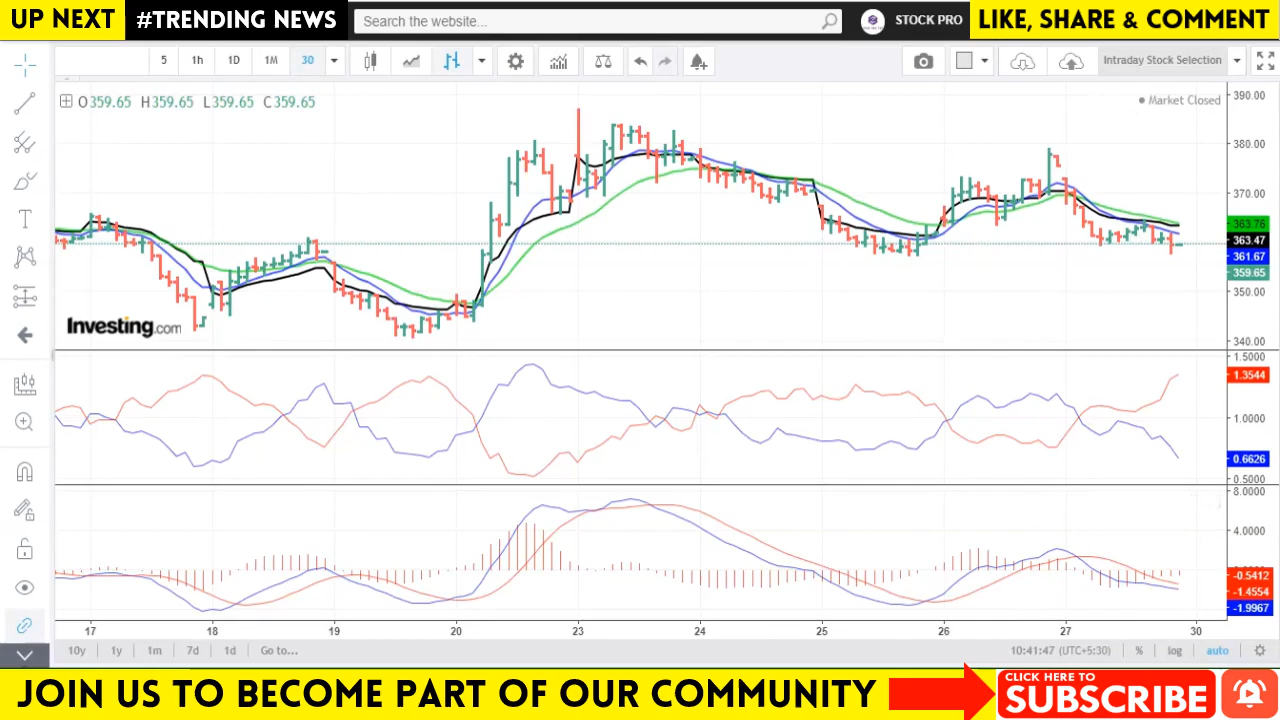 UP NEXT #TRENDING NEWS Search the website... STOCK PRO LIKE, SHARE & COMMENT
5 1h 1D 1M 30 Intraday Stock Selection
O359.65 H359.65 L359.65 C359.65
Market Closed
390.00
380.00
370.00
363.76
363.47
361.67
359.65
350.00
340.00
Investing.com
1.5000
1.3544
1.0000
0.6626
0.5000
8.0000
4.0000
-0.5412
-1.4554
-1.9967
17 18 19 20 23 24 25 26 27 30
10y 1y 1m 7d 1d Go to... 10:41:47 (UTC+5:30) % log auto
JOIN US TO BECOME PART OF OUR COMMUNITY
CLICK HERE TO
SUBSCRIBE